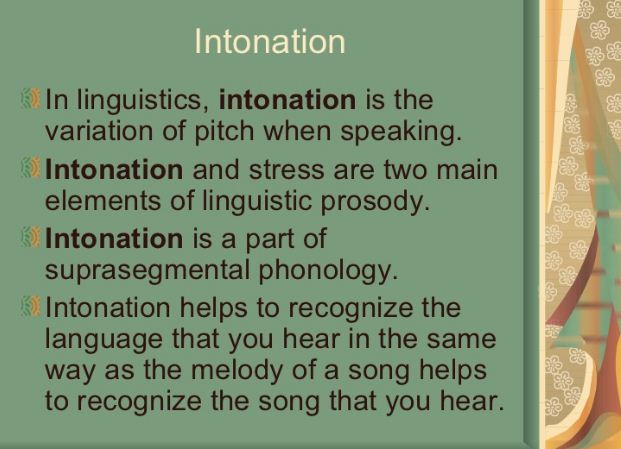 Intonation
In linguistics, intonation is the
variation of pitch when speaking.
Intonation and stress are two main
elements of linguistic prosody.
Intonation is a part of
suprasegmental phonology.
Intonation helps to recognize the
language that you hear in the same
way as the melody of a song helps
to recognize the song that you hear.